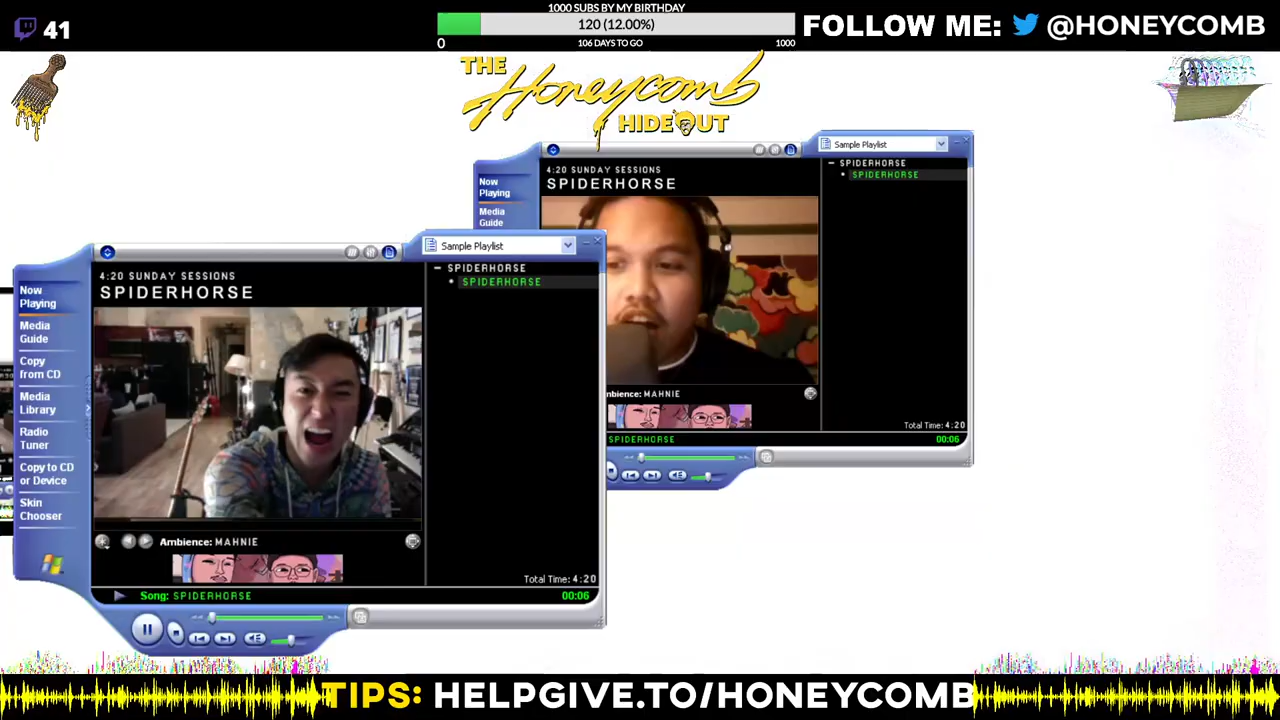 41
1000 SUBS BY MY BIRTHDAY
120 (12.00%)
0
106 DAYS TO GO
1000
FOLLOW ME: @HONEYCOMB
THE
Honeycomb
HIDEOUT
Sample Playlist
4:20 SUNDAY SESSIONS
SPIDERHORSE
SPIDERHORSE
SPIDERHORSE
Now
Playing
Media
Guide
mbience: MAHNIE
Total Time: 4:20
SPIDERHORSE
00:06
Sample Playlist
4:20 SUNDAY SESSIONS
SPIDERHORSE
SPIDERHORSE
SPIDERHORSE
Now
Playing
Media
Guide
Copy
from CD
Media
Library
Radio
Tuner
Copy to CD
or Device
Skin
Chooser
Ambience: MAHNIE
Total Time: 4:20
Song: SPIDERHORSE
00:06
TIPS: HELPGIVE.TO/HONEYCOMB